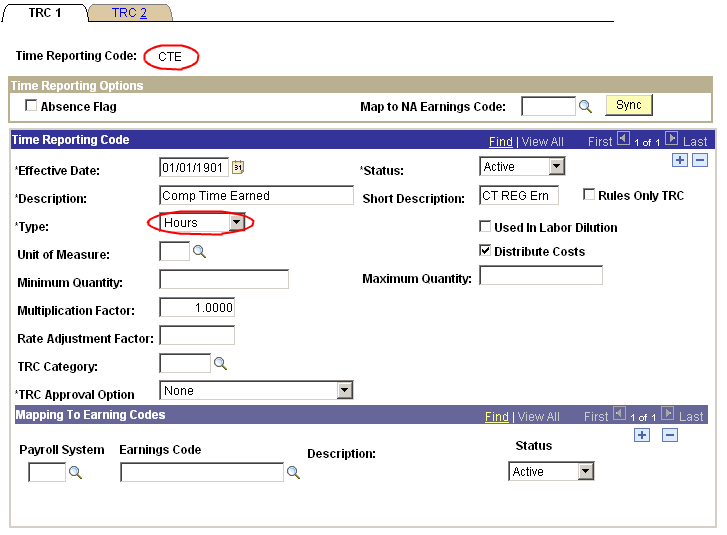 TRC 1 TRC 2
Time Reporting Code: CTE
Time Reporting Options
Absence Flag Map to NA Earnings Code: Sync
Time Reporting Code Find | View All First 1 of 1 Last
*Effective Date: 01/01/1901 31 *Status: Active
*Description: Comp Time Earned Short Description: CT REG Ern Rules Only TRC
*Type: Hours Used In Labor Dilution
Unit of Measure: Distribute Costs
Minimum Quantity: Maximum Quantity:
Multiplication Factor: 1.0000
Rate Adjustment Factor:
TRC Category:
*TRC Approval Option None
Mapping To Earning Codes Find | View All First 1 of 1 Last
Payroll System Earnings Code Description: Status
Active